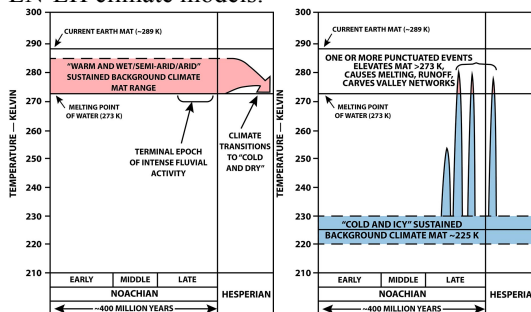 EN-EH climate models.
300
290
280
270
260
250
240
230
220
210
TEMPERATURE — KELVIN
CURRENT EARTH MAT (~289 K)
"WARM AND WET/SEMI-ARID/ARID"
SUSTAINED BACKGROUND CLIMATE
MAT RANGE
MELTING POINT
OF WATER (273 K)
TERMINAL EPOCH
OF INTENSE FLUVIAL
ACTIVITY
CLIMATE
TRANSITIONS
TO "COLD
AND DRY"
EARLY
MIDDLE
LATE
NOACHIAN
HESPERIAN
~400 MILLION YEARS
300
290
280
270
260
250
240
230
220
210
TEMPERATURE — KELVIN
CURRENT EARTH MAT (~289 K)
ONE OR MORE PUNCTUATED EVENTS
ELEVATES MAT >273 K,
CAUSES MELTING, RUNOFF,
CARVES VALLEY NETWORKS
MELTING POINT
OF WATER (273 K)
"COLD AND ICY" SUSTAINED
BACKGROUND CLIMATE MAT ~225 K
EARLY
MIDDLE
LATE
NOACHIAN
HESPERIAN
~400 MILLION YEARS